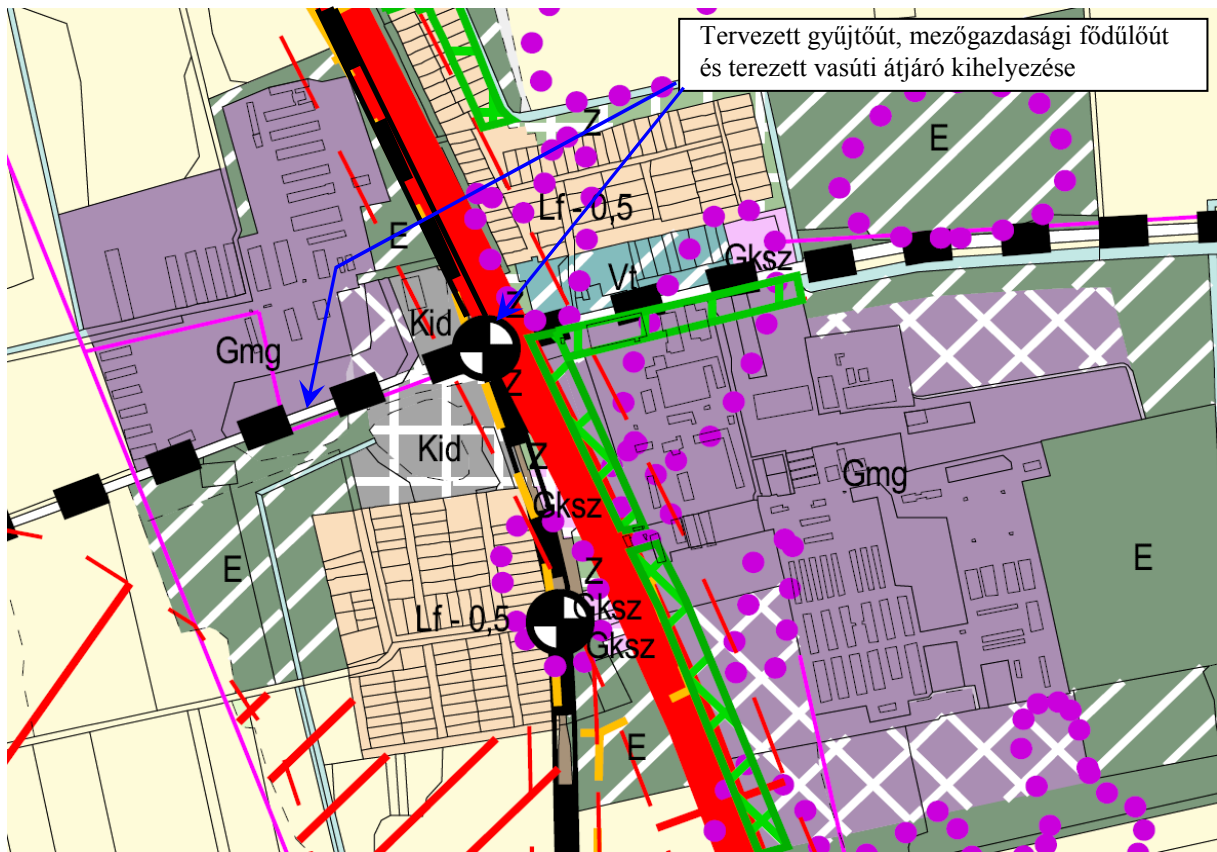 Tervezett gyűjtőút, mezőgazdasági fődűlőút
és terezett vasúti átjáró kihelyezése
Z
E
Lf - 0,5
E
Vt
Gksz
Z
Kid
Gmg
Z
Kid
Z
Gmg
Gksz
E
Z
E
Gksz
Lf - 0,5
Gksz
E